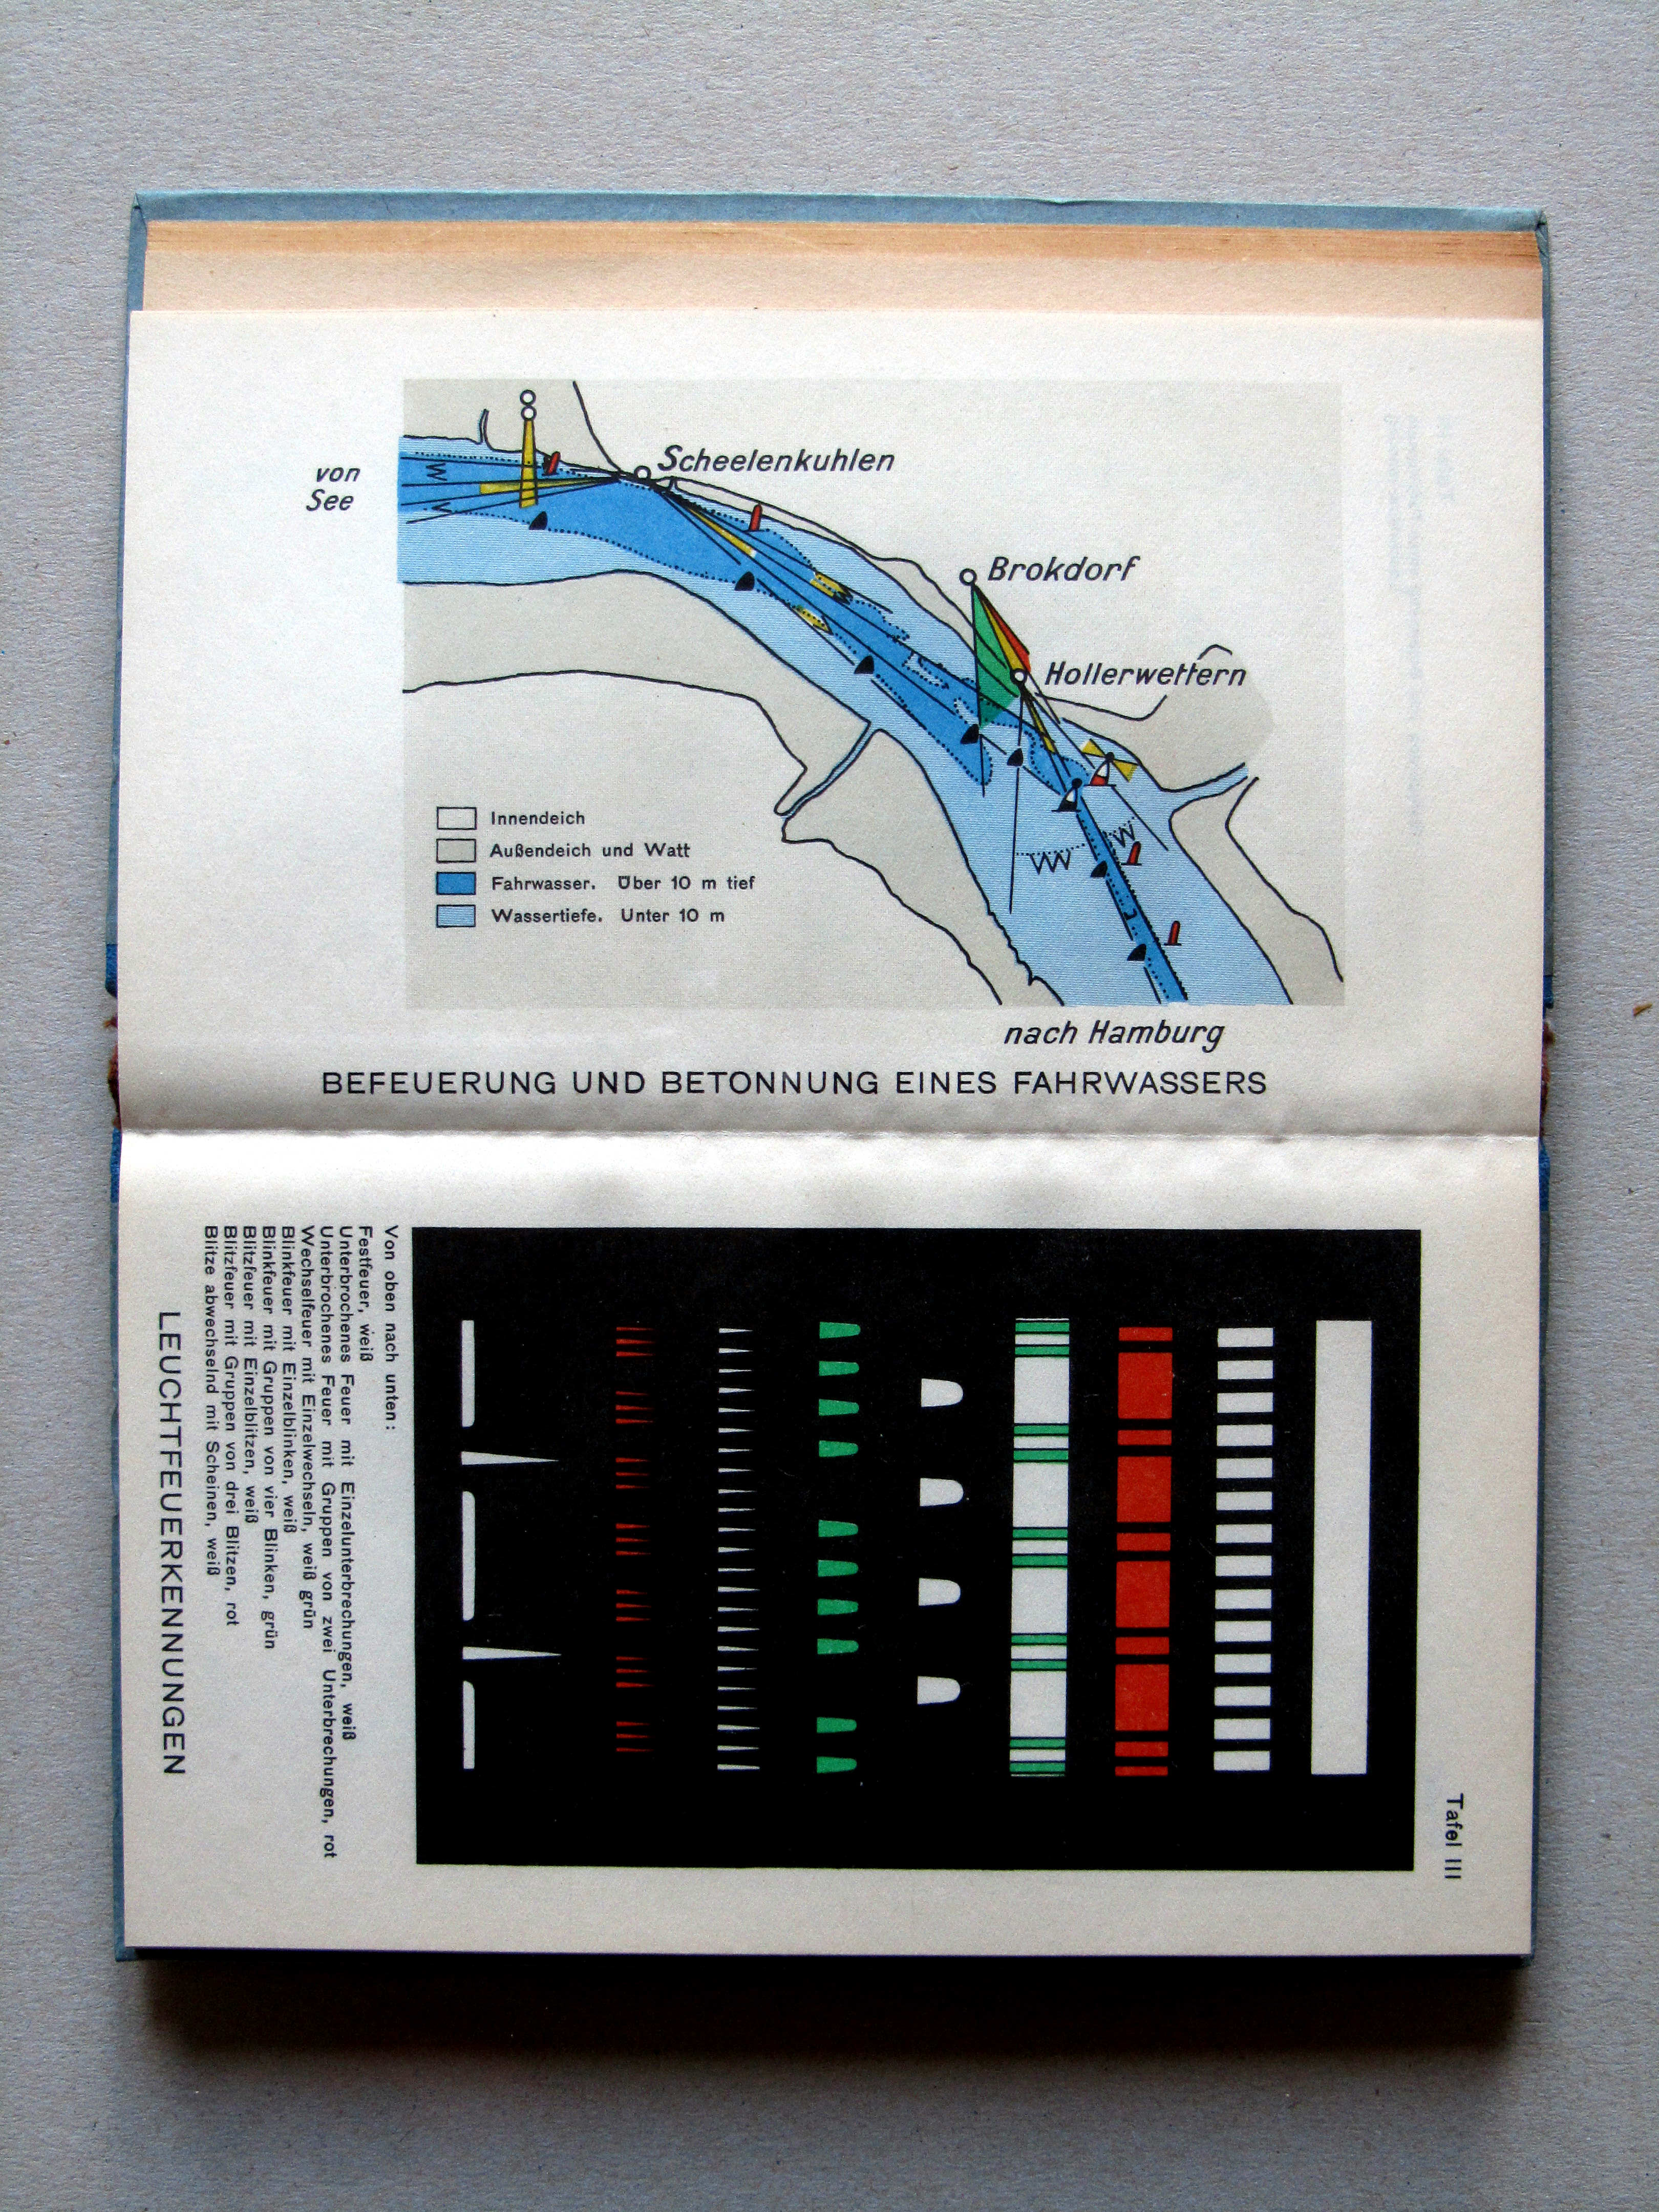 von
See
Scheelenkuhlen
Brokdorf
Hollerwettern
Innendeich
Außendeich und Watt
Fahrwasser. Über 10 m tief
Wassertiefe. Unter 10 m
W
W
W
VVV
nach Hamburg
BEFEUERUNG UND BETONNUNG EINES FAHRWASSERS
Tafel III
Von oben nach unten:
Festfeuer, weiß
Unterbrochenes Feuer mit Einzelunterbrechungen, weiß
Unterbrochenes Feuer mit Gruppen von zwei Unterbrechungen, rot
Wechselfeuer mit Einzelwechseln, weiß grün
Blinkfeuer mit Einzelblinken, weiß
Blinkfeuer mit Gruppen von vier Blinken, grün
Blitzfeuer mit Einzelblitzen, weiß
Blitzfeuer mit Gruppen von drei Blitzen, rot
Blitze abwechselnd mit Scheinen, weiß
LEUCHTFEUERKENNUNGEN